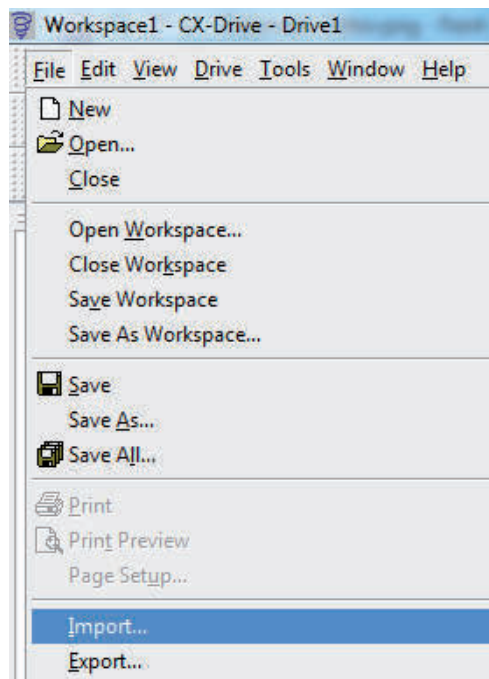 Workspace1 - CX-Drive - Drive1
File Edit View Drive Tools Window Help
New
Open...
Close
Open Workspace...
Close Workspace
Save Workspace
Save As Workspace...
Save
Save As...
Save All...
Print
Print Preview
Page Setup...
Import...
Export...